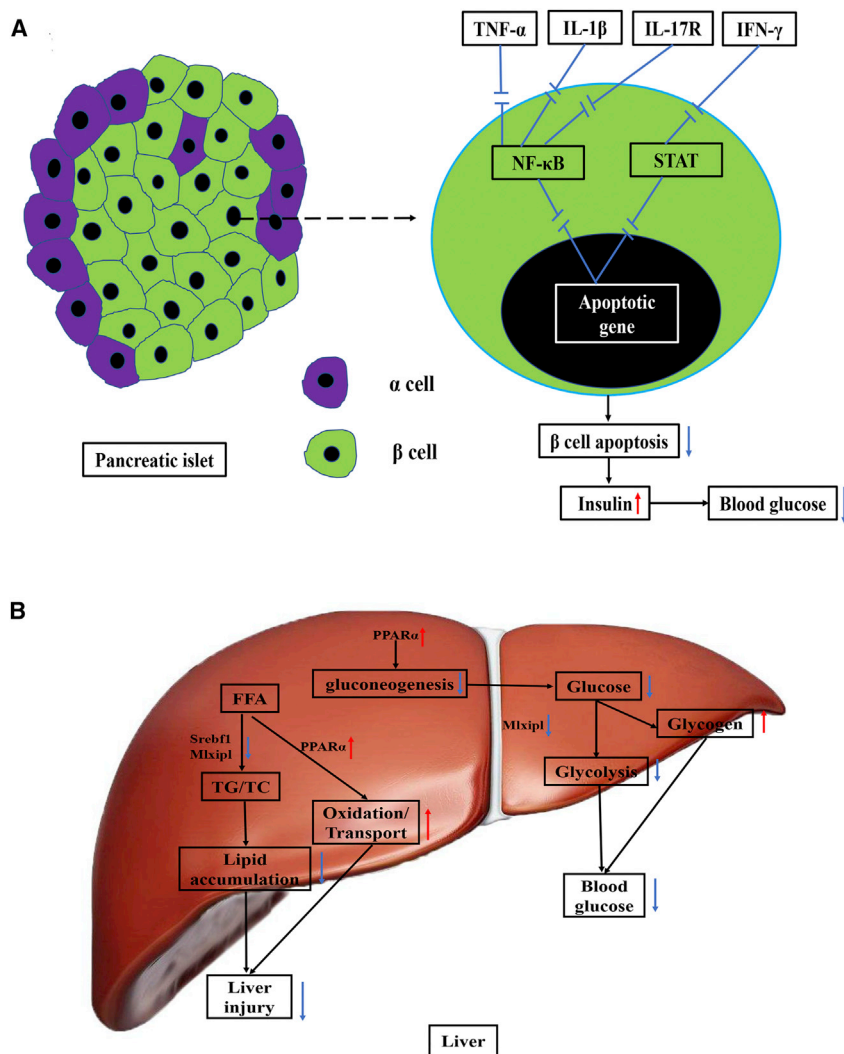 A
TNF-α
IL-1β
IL-17R
IFN-γ
NF-κB
STAT
Apoptotic
gene
α cell
β cell
Pancreatic islet
β cell apoptosis
Insulin
Blood glucose
B
PPARα
gluconeogenesis
Glucose
FFA
Mlxipl
Glycogen
Srebf1
Mlxipl
PPARα
TG/TC
Glycolysis
Oxidation/
Transport
Lipid
accumulation
Blood
glucose
Liver
injury
Liver